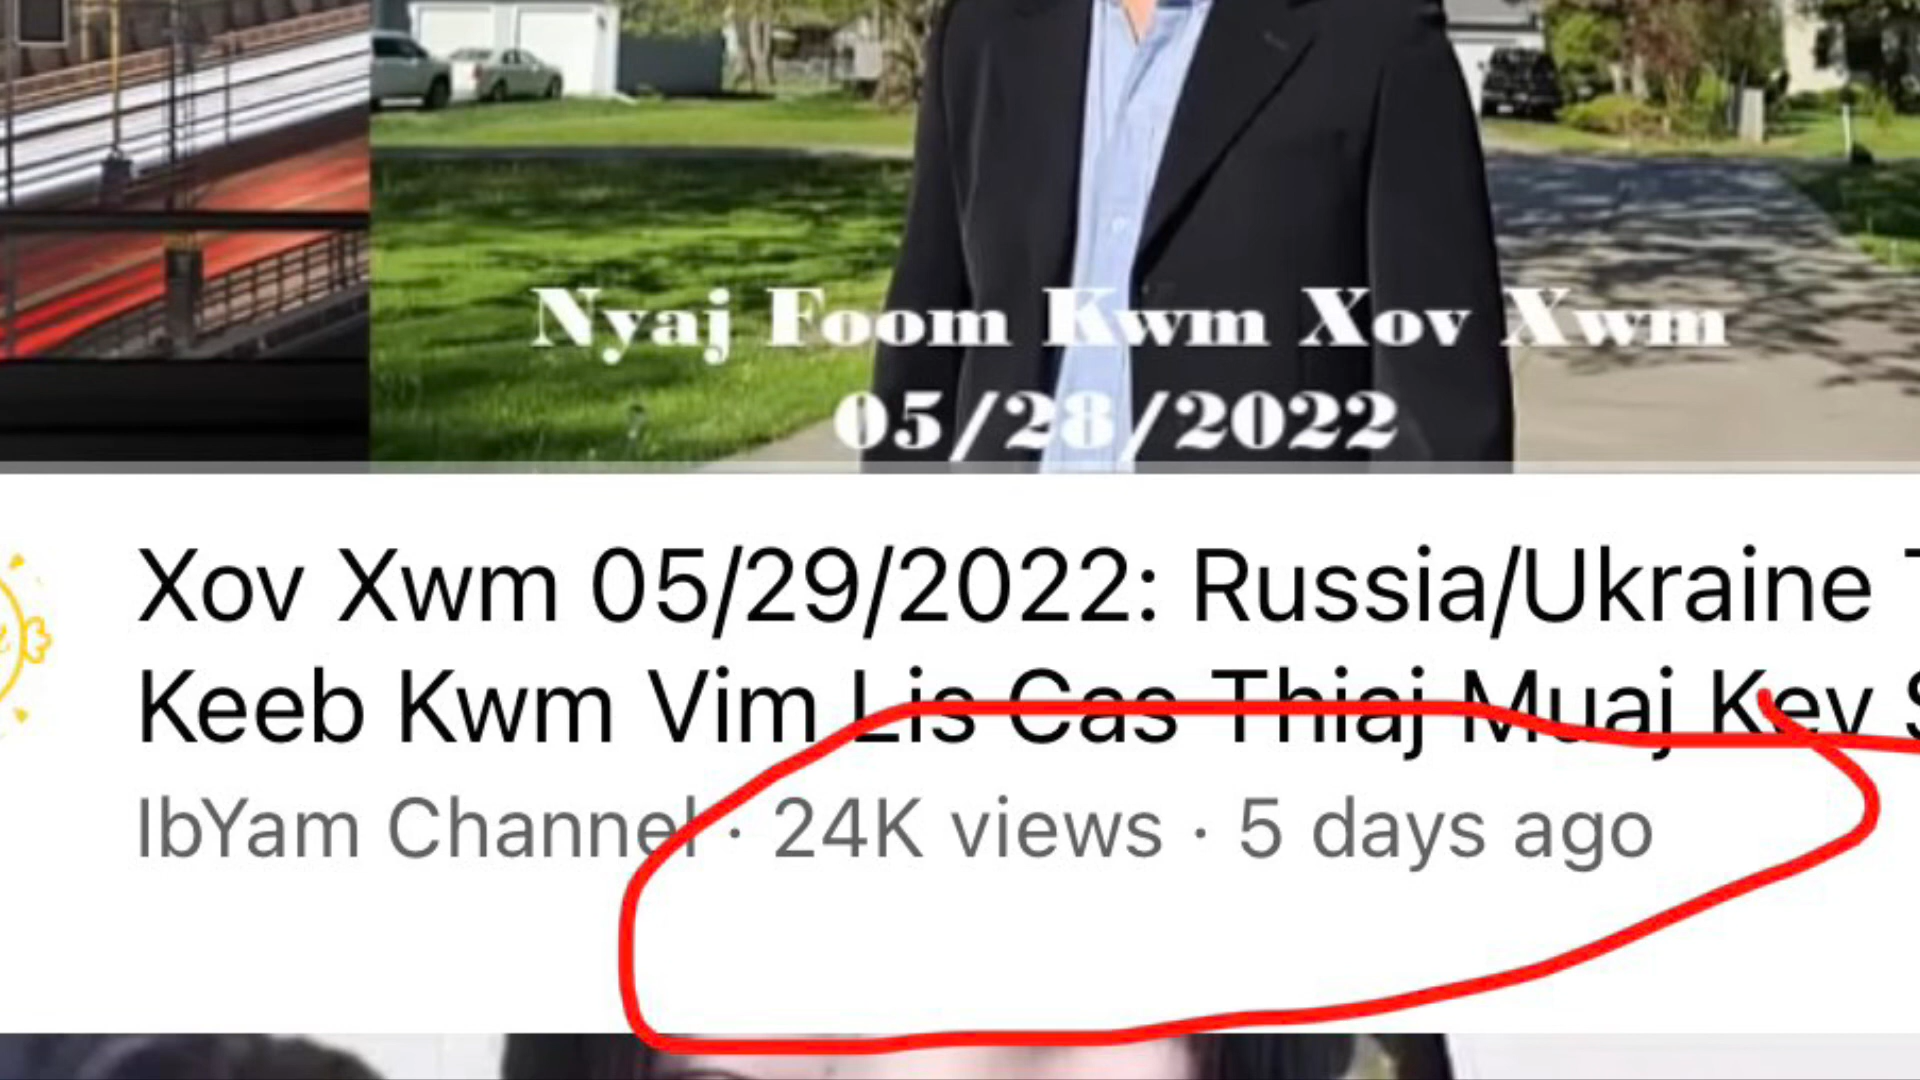 Nyaj Foom Kwm Xov Xwm
05/28/2022
Xov Xwm 05/29/2022: Russia/Ukraine
Keeb Kwm Vim Lis Cas Thiaj Muaj Kev
IbYam Channel · 24K views · 5 days ago